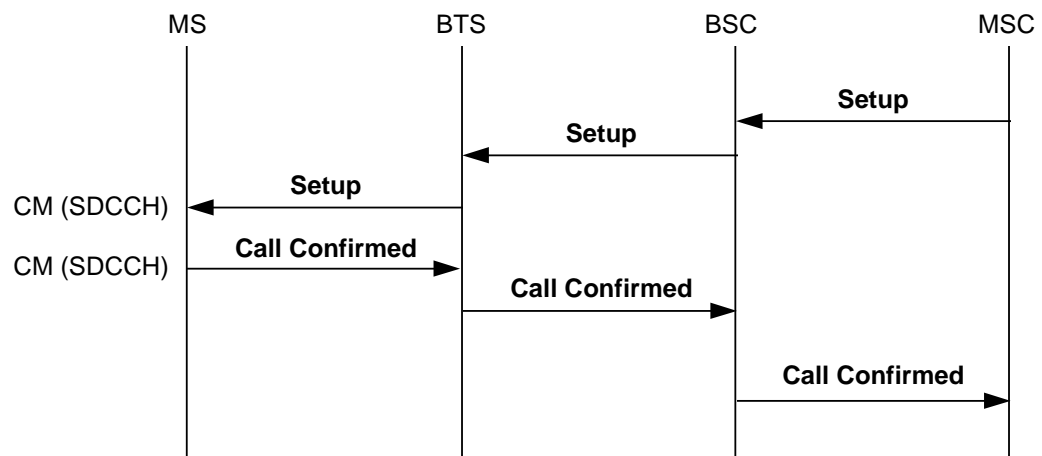 MS BTS BSC MSC
Setup
Setup
Setup
CM (SDCCH)
Call Confirmed
CM (SDCCH)
Call Confirmed
Call Confirmed